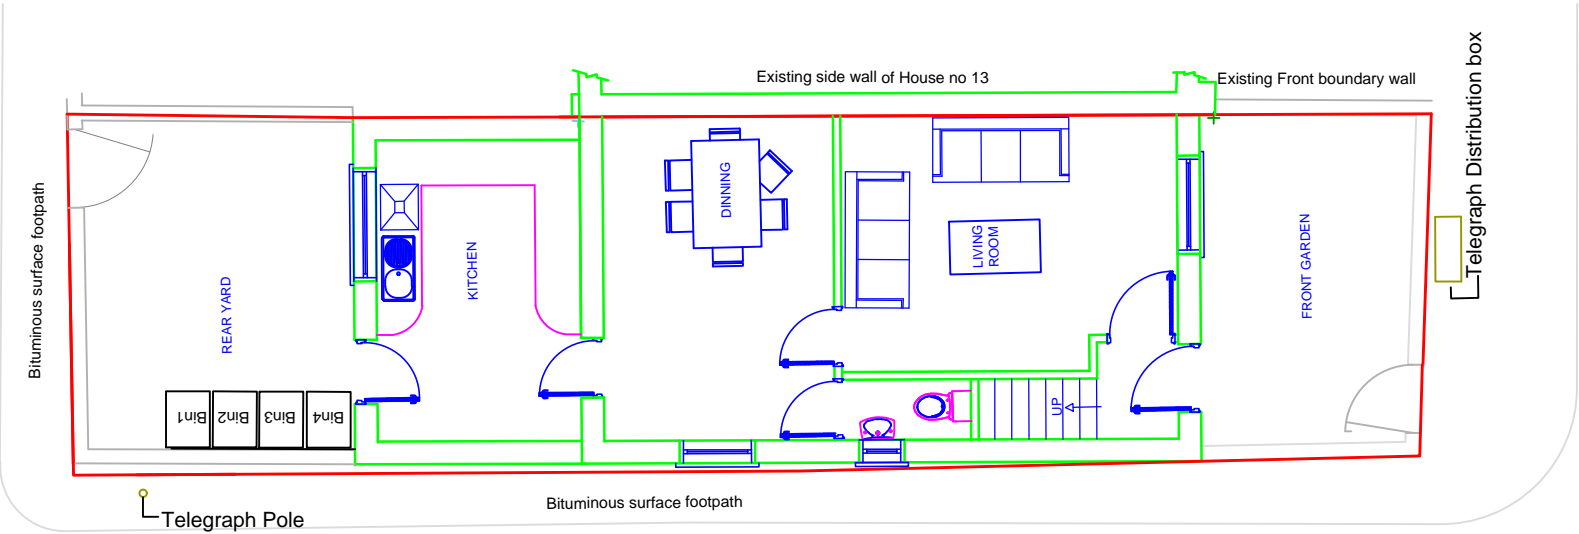 Existing side wall of House no 13
Existing Front boundary wall
Telegraph Distribution box
Bituminous surface footpath
REAR YARD
KITCHEN
DINNING
LIVING
ROOM
FRONT GARDEN
UP
Bin1
Bin2
Bin3
Bin4
Bituminous surface footpath
Telegraph Pole